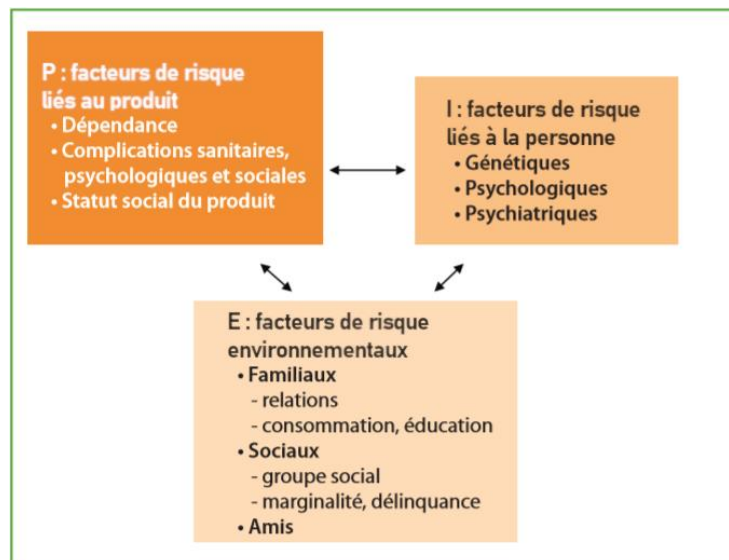 P : facteurs de risque
liés au produit
• Dépendance
• Complications sanitaires,
psychologiques et sociales
• Statut social du produit
I : facteurs de risque
liés à la personne
• Génétiques
• Psychologiques
• Psychiatriques
E : facteurs de risque
environnementaux
• Familiaux
- relations
- consommation, éducation
• Sociaux
- groupe social
- marginalité, délinquance
• Amis